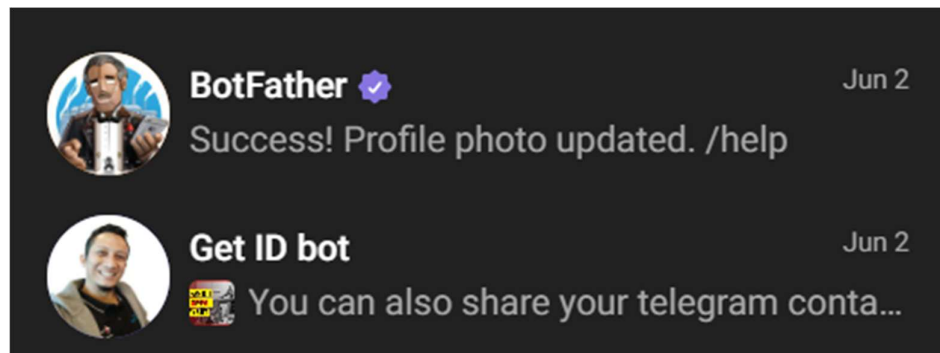 BotFather
Jun 2
Success! Profile photo updated. /help
Get ID bot
Jun 2
You can also share your telegram conta...